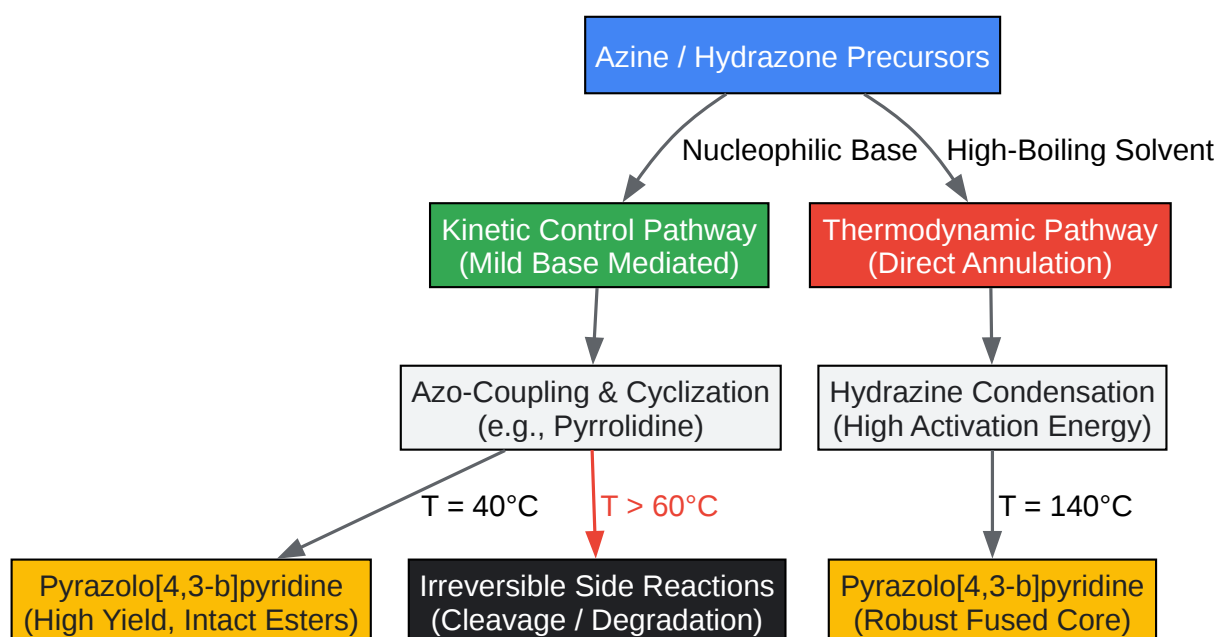 Azine / Hydrazone Precursors
Nucleophilic Base
High-Boiling Solvent
Kinetic Control Pathway
(Mild Base Mediated)
Thermodynamic Pathway
(Direct Annulation)
Azo-Coupling & Cyclization
(e.g., Pyrrolidine)
Hydrazine Condensation
(High Activation Energy)
T = 40°C
T > 60°C
T = 140°C
Pyrazolo[4,3-b]pyridine
(High Yield, Intact Esters)
Irreversible Side Reactions
(Cleavage / Degradation)
Pyrazolo[4,3-b]pyridine
(Robust Fused Core)